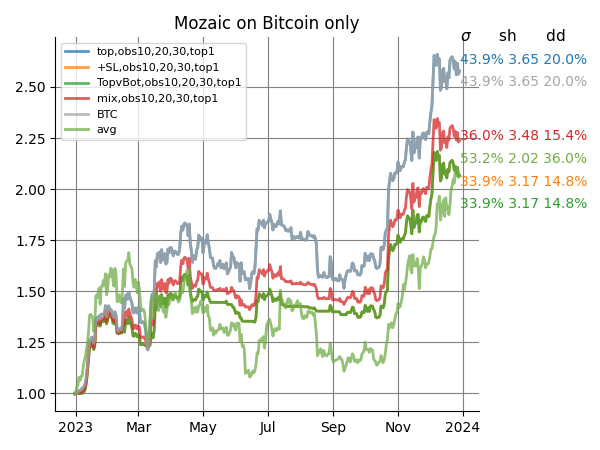 Mozaic on Bitcoin only
σ sh dd
top,obs10,20,30,top1
+SL,obs10,20,30,top1
TopvBot,obs10,20,30,top1
mix,obs10,20,30,top1
BTC
avg
43.9% 3.65 20.0%
43.9% 3.65 20.0%
36.0% 3.48 15.4%
53.2% 2.02 36.0%
33.9% 3.17 14.8%
33.9% 3.17 14.8%
2.50
2.25
2.00
1.75
1.50
1.25
1.00
2023 Mar May Jul Sep Nov 2024